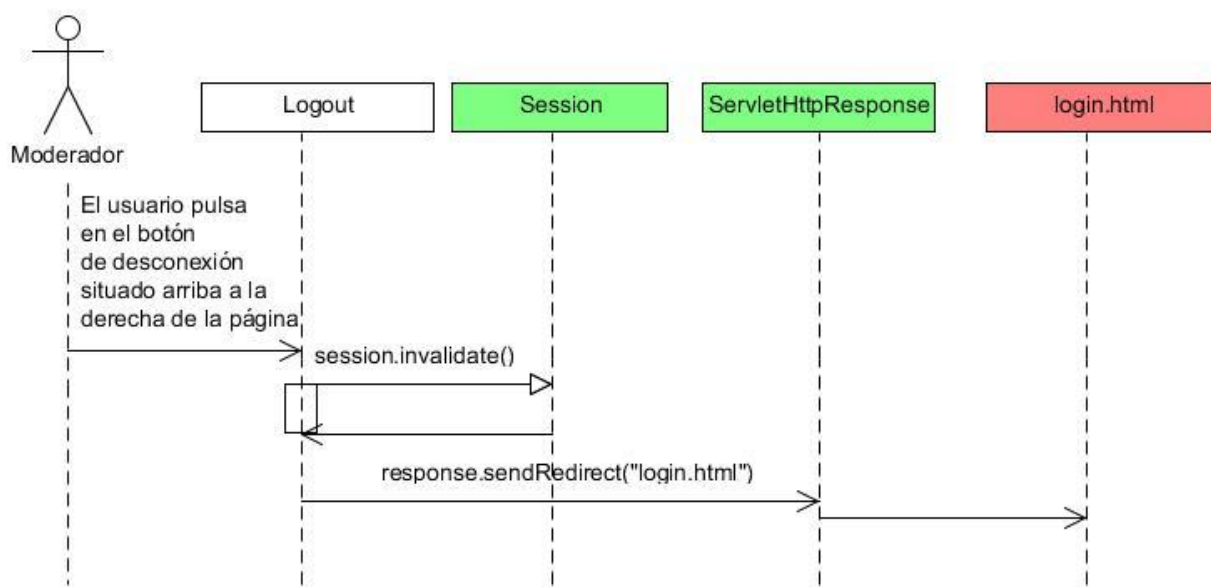 Logout
Session
ServletHttpResponse
login.html
Moderador
El usuario pulsa
en el botón
de desconexión
situado arriba a la
derecha de la página
session.invalidate()
response.sendRedirect("login.html")